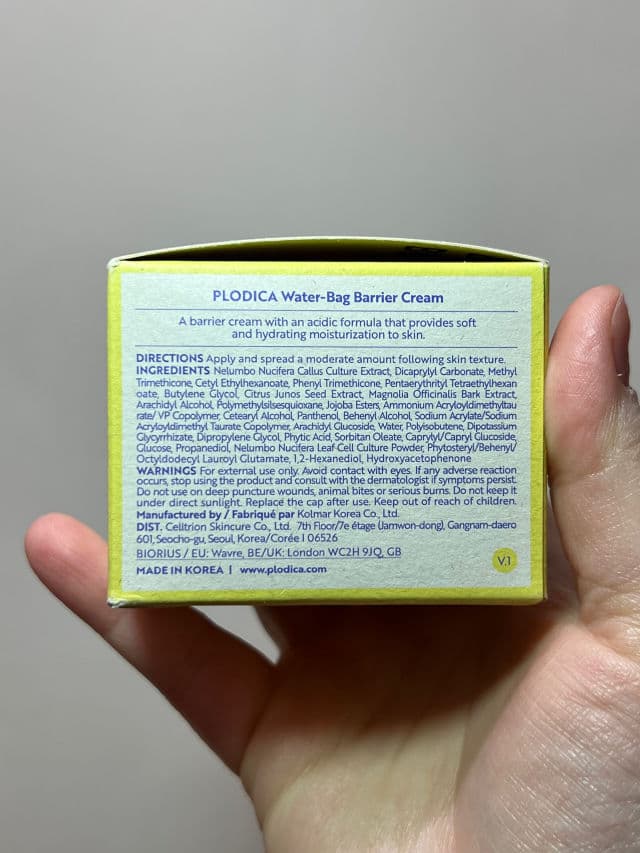 PLODICA Water-Bag Barrier Cream
A barrier cream with an acidic formula that provides soft
and hydrating moisturization to skin.
DIRECTIONS Apply and spread a moderate amount following skin texture.
INGREDIENTS Nelumbo Nucifera Callus Culture Extract, Dicaprylyl Carbonate, Methyl
Trimethicone, Cetyl Ethylhexanoate, Phenyl Trimethicone, Pentaerythrityl Tetraethylhexan
oate, Butylene Glycol, Citrus Junos Seed Extract, Magnolia Officinalis Bark Extract,
Arachidyl Alcohol, Polymethylsilsesquioxane, Jojoba Esters, Ammonium Acryloyldimethyltau
rate/ VP Copolymer, Cetearyl Alcohol, Panthenol, Behenyl Alcohol, Sodium Acrylate/Sodium
Acryloyldimethyl Taurate Copolymer, Arachidyl Glucoside, Water, Polyisobutene, Dipotassium
Glycyrrhizate, Dipropylene Glycol, Phytic Acid, Sorbitan Oleate, Caprylyl/Capryl Glucoside,
Glucose, Propanediol, Nelumbo Nucifera Leaf Cell Culture Powder, Phytosteryl/Behenyl/
Octyldodecyl Lauroyl Glutamate, 1,2-Hexanediol, Hydroxyacetophenone
WARNINGS For external use only. Avoid contact with eyes. If any adverse reaction
occurs, stop using the product and consult with the dermatologist if symptoms persist.
Do not use on deep puncture wounds, animal bites or serious burns. Do not keep it
under direct sunlight. Replace the cap after use. Keep out of reach of children.
Manufactured by / Fabriqué par Kolmar Korea Co., Ltd.
DIST. Celltrion Skincure Co., Ltd. 7th Floor/7e étage (Jamwon-dong), Gangnam-daero
601, Seocho-gu, Seoul, Korea/Corée I 06526
BIORIUS / EU: Wavre, BE/UK: London WC2H 9JQ, GB
MADE IN KOREA | www.plodica.com
V.1